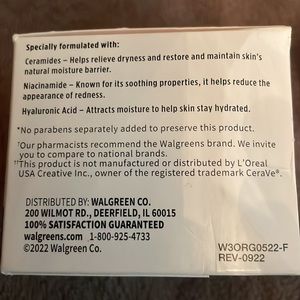 Specially formulated with:
Ceramides – Helps relieve dryness and restore and maintain skin's
natural moisture barrier.
Niacinamide – Known for its soothing properties, it helps reduce the
appearance of redness.
Hyaluronic Acid – Attracts moisture to help skin stay hydrated.
*No parabens separately added to preserve this product.
†Our pharmacists recommend the Walgreens brand. We invite
you to compare to national brands.
††This product is not manufactured or distributed by L'Oreal
USA Creative Inc., owner of the registered trademark CeraVe®.
DISTRIBUTED BY: WALGREEN CO.
200 WILMOT RD., DEERFIELD, IL 60015
100% SATISFACTION GUARANTEED
walgreens.com 1-800-925-4733
©2022 Walgreen Co.
W3ORG0522-F
REV-0922